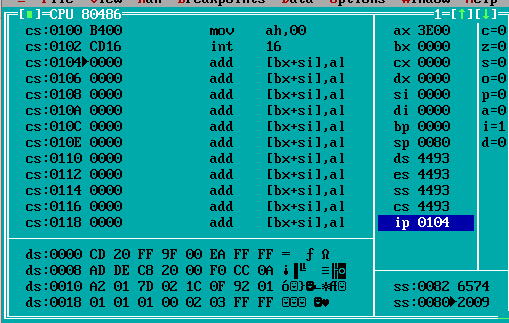 ≡ File View Run Breakpoints Data Options Window Help
[■]=CPU 80486 1=[↑][↓]
cs:0100 B400 mov ah,00 ax 3E00 c=0
cs:0102 CD16 int 16 bx 0000 z=0
cs:0104►0000 add [bx+si],al cx 0000 s=0
cs:0106 0000 add [bx+si],al dx 0000 o=0
cs:0108 0000 add [bx+si],al si 0000 p=0
cs:010A 0000 add [bx+si],al di 0000 a=0
cs:010C 0000 add [bx+si],al bp 0000 i=1
cs:010E 0000 add [bx+si],al sp 0080 d=0
cs:0110 0000 add [bx+si],al ds 4493
cs:0112 0000 add [bx+si],al es 4493
cs:0114 0000 add [bx+si],al ss 4493
cs:0116 0000 add [bx+si],al cs 4493
cs:0118 0000 add [bx+si],al ip 0104
ds:0000 CD 20 FF 9F 00 EA FF FF = ƒ Ω
ds:0008 AD DE C8 20 00 F0 CC 0A
ds:0010 A2 01 7D 02 1C 0F 92 01 ss:0082 6574
ds:0018 01 01 01 00 02 03 FF FF ☺☺☺ ☻♥ ss:0080►2009